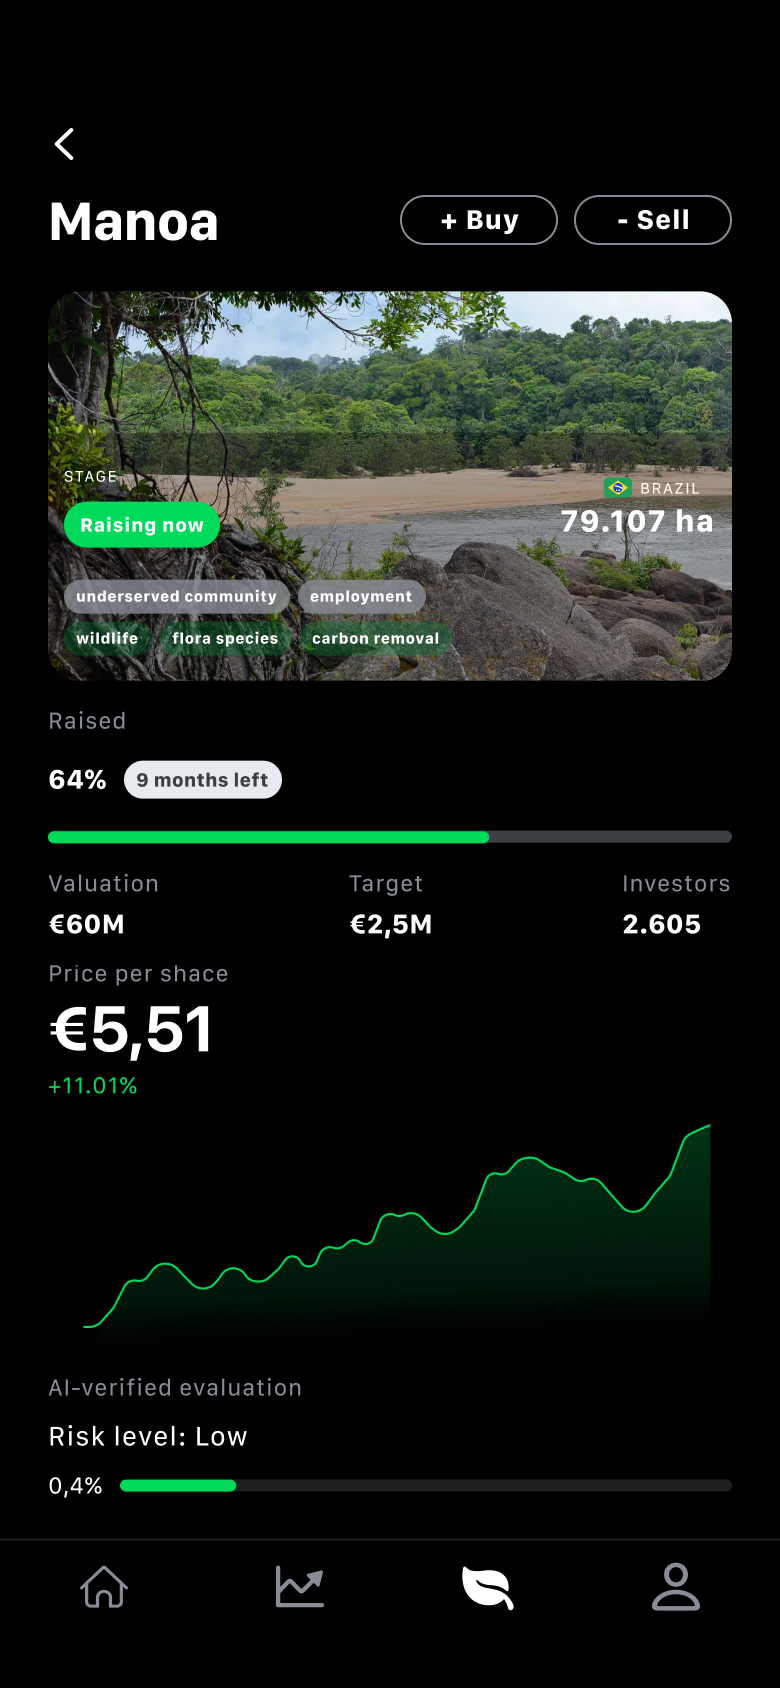 Manoa
+ Buy
- Sell
STAGE
BRAZIL
Raising now
79.107 ha
underserved community
employment
wildlife
flora species
carbon removal
Raised
64%
9 months left
Valuation
Target
Investors
€60M
€2,5M
2.605
Price per shace
€5,51
+11.01%
AI-verified evaluation
Risk level: Low
0,4%